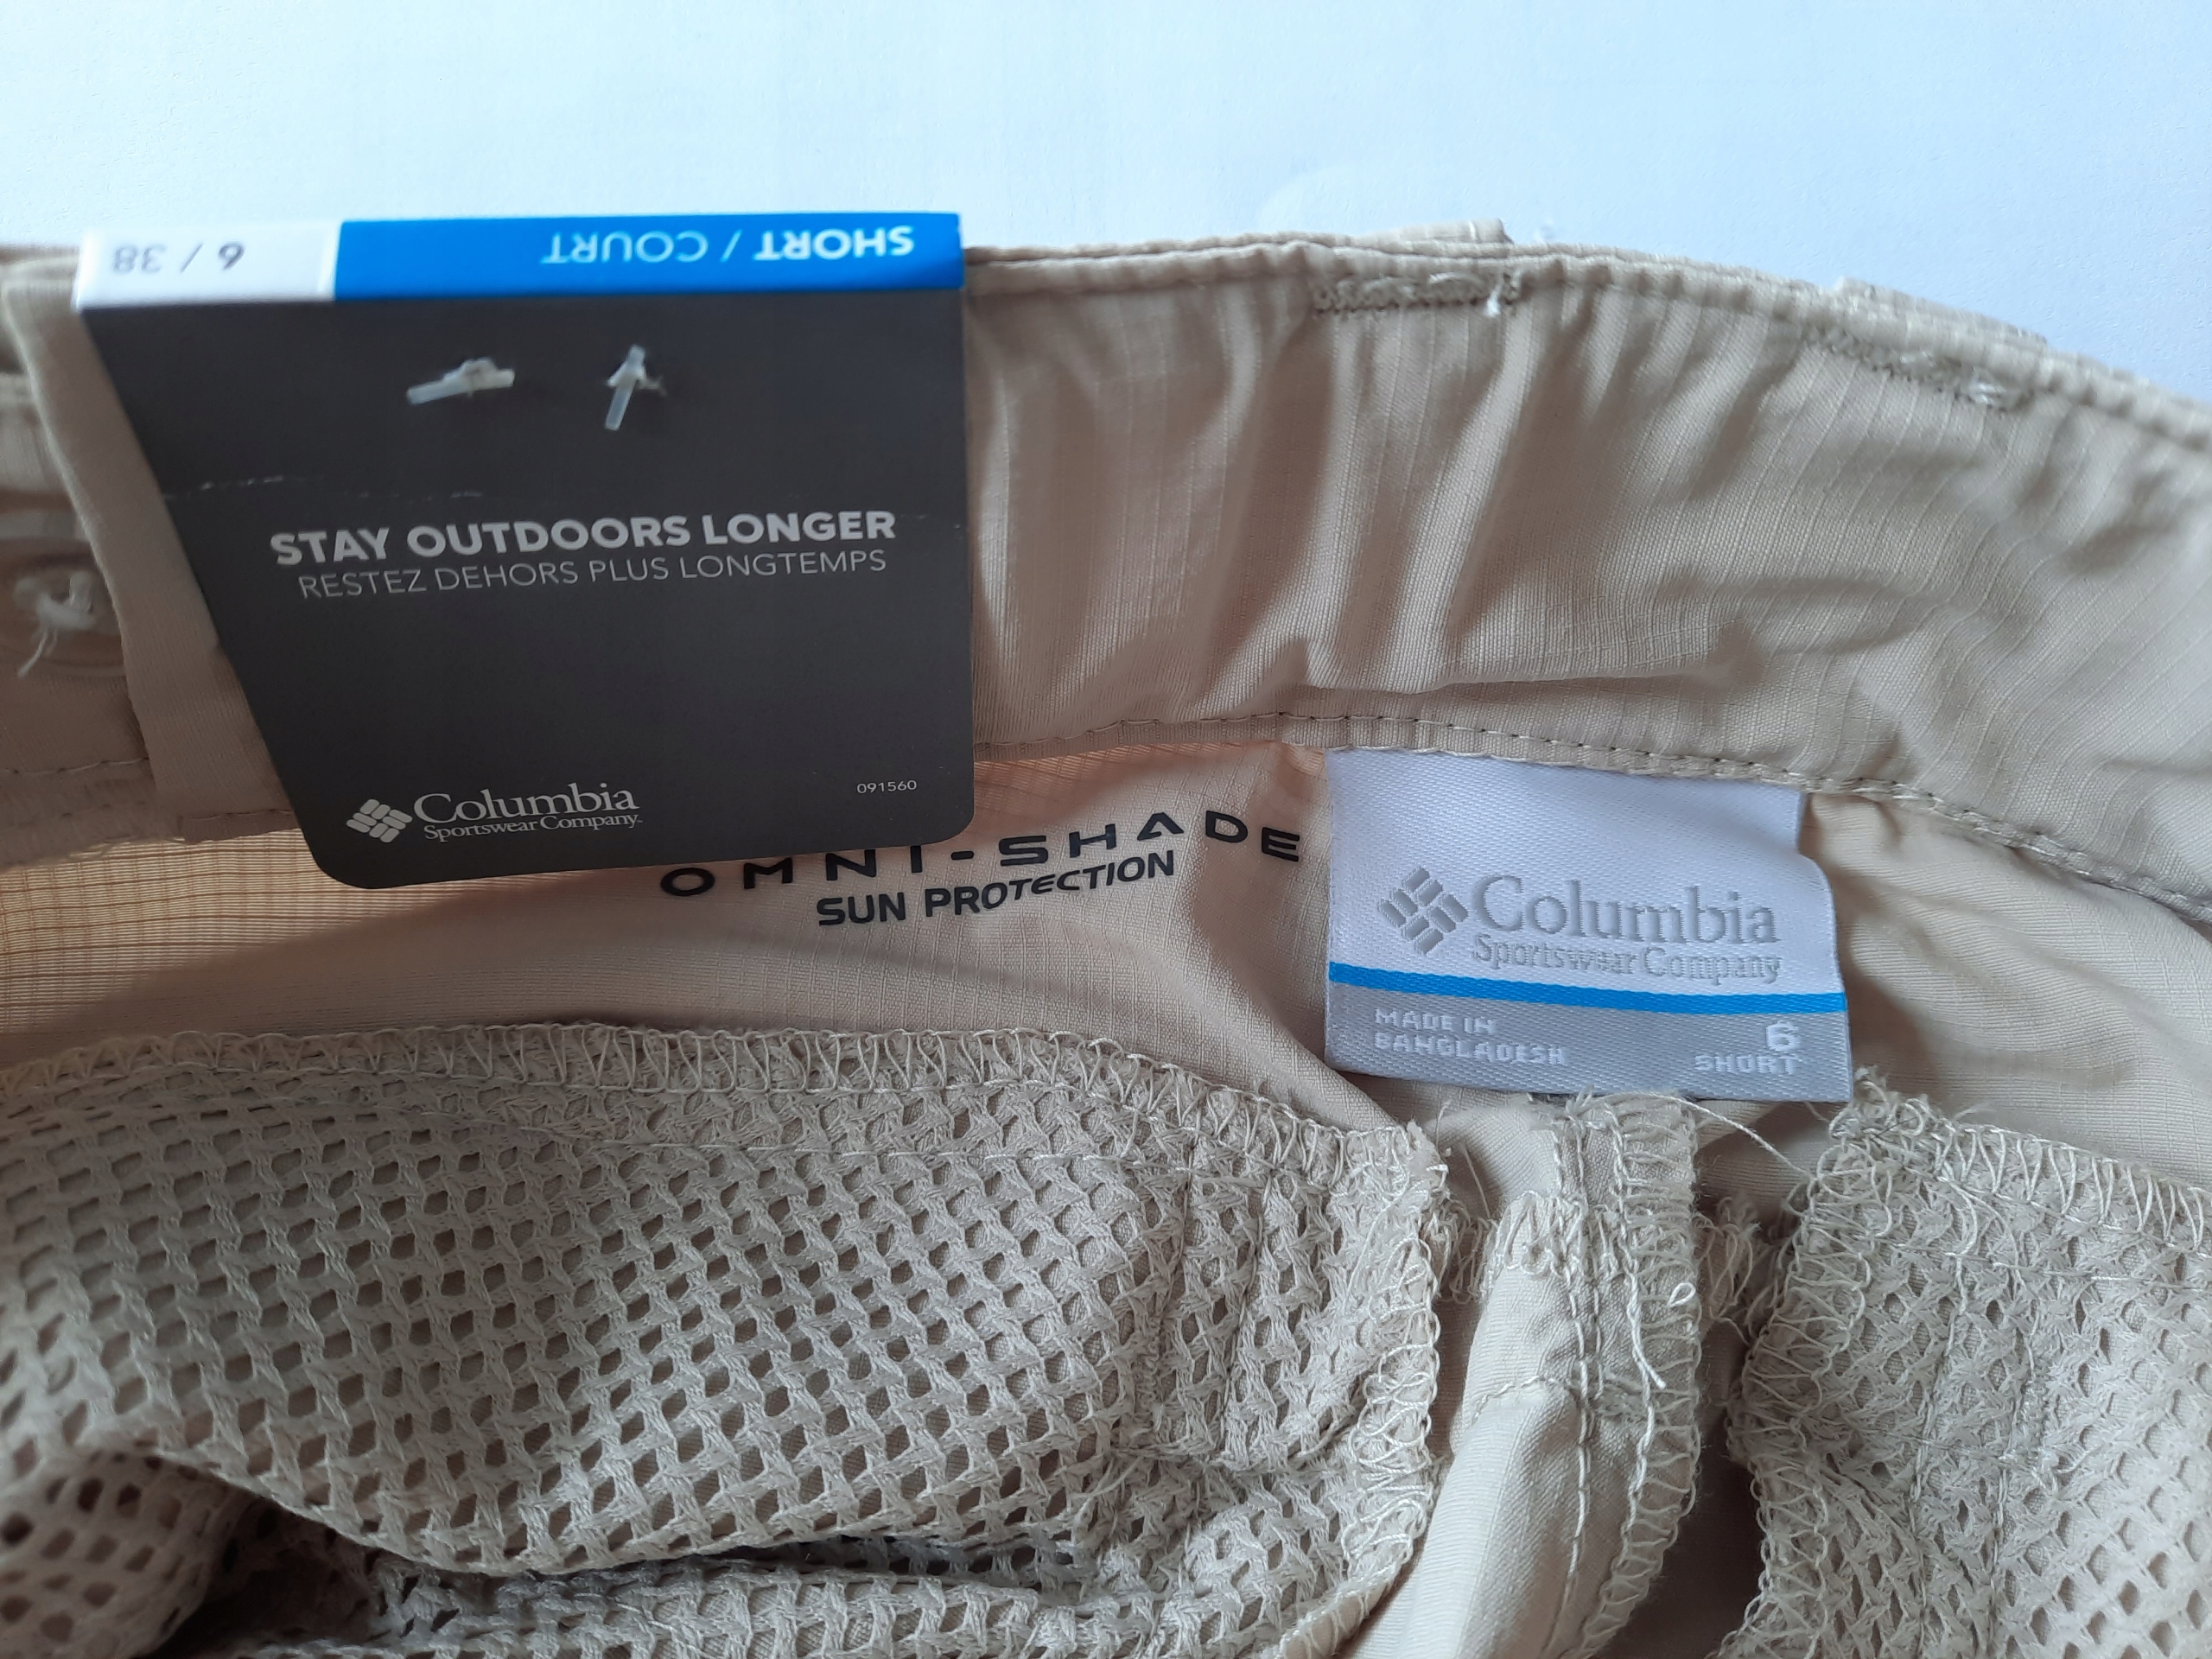 SHORT / COURT
6 / 38
STAY OUTDOORS LONGER
RESTEZ DEHORS PLUS LONGTEMPS
Columbia
Sportswear Company
091560
OMNI-SHADE
SUN PROTECTION
Columbia
Sportswear Company
MADE IN
BANGLADESH
6
SHORT